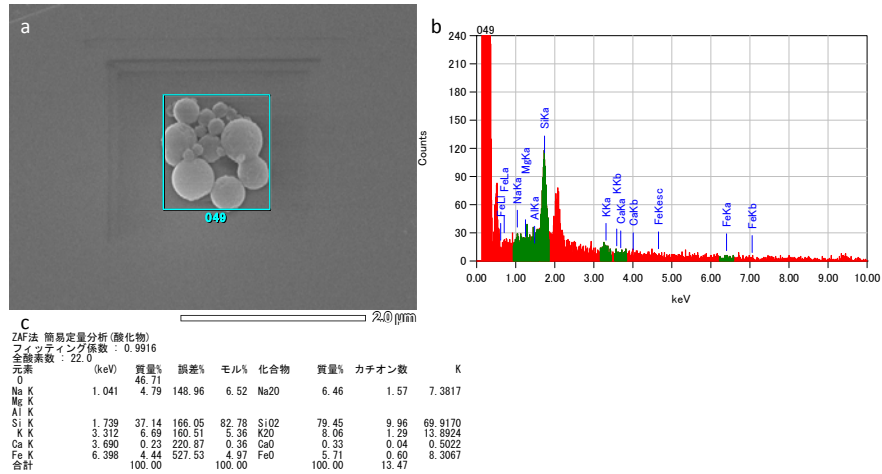 a
049
2.0 μm
b
049
240
210
180
150
120
90
60
30
0
Counts
FeLl
FeLa
NaKa
MgKa
AlKa
SiKa
KKa
KKb
CaKa
CaKb
FeKesc
FeKa
FeKb
0.00 1.00 2.00 3.00 4.00 5.00 6.00 7.00 8.00 9.00 10.00
keV
c
ZAF法 簡易定量分析(酸化物)
フィッティング係数 : 0.9916
全酸素数 : 22.0
元素 (keV) 質量% 誤差% モル% 化合物 質量% カチオン数 K
O 46.71
Na K 1.041 4.79 148.96 6.52 Na2O 6.46 1.57 7.3817
Mg K
Al K
Si K 1.739 37.14 166.05 82.78 SiO2 79.45 9.96 69.9170
K K 3.312 6.69 160.51 5.36 K2O 8.06 1.29 13.8924
Ca K 3.690 0.23 220.87 0.36 CaO 0.33 0.04 0.5022
Fe K 6.398 4.44 527.53 4.97 FeO 5.71 0.60 8.3067
合計 100.00 100.00 100.00 13.47